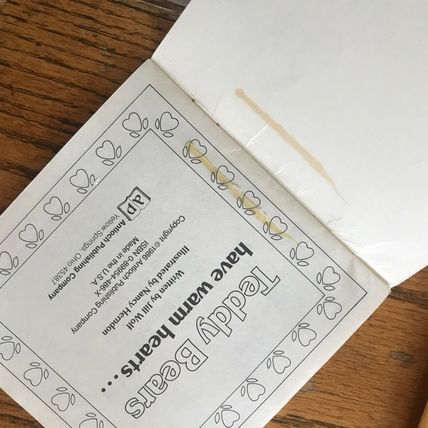 Teddy Bears
have warm hearts...
Written by Jill Wolf
Illustrated by Nancy Herndon
Copyright ©1986 Antioch Publishing Company
ISBN 0-89954-486-X
Made in the U.S.A.
ap
Antioch Publishing Company
Yellow Springs, Ohio 45387